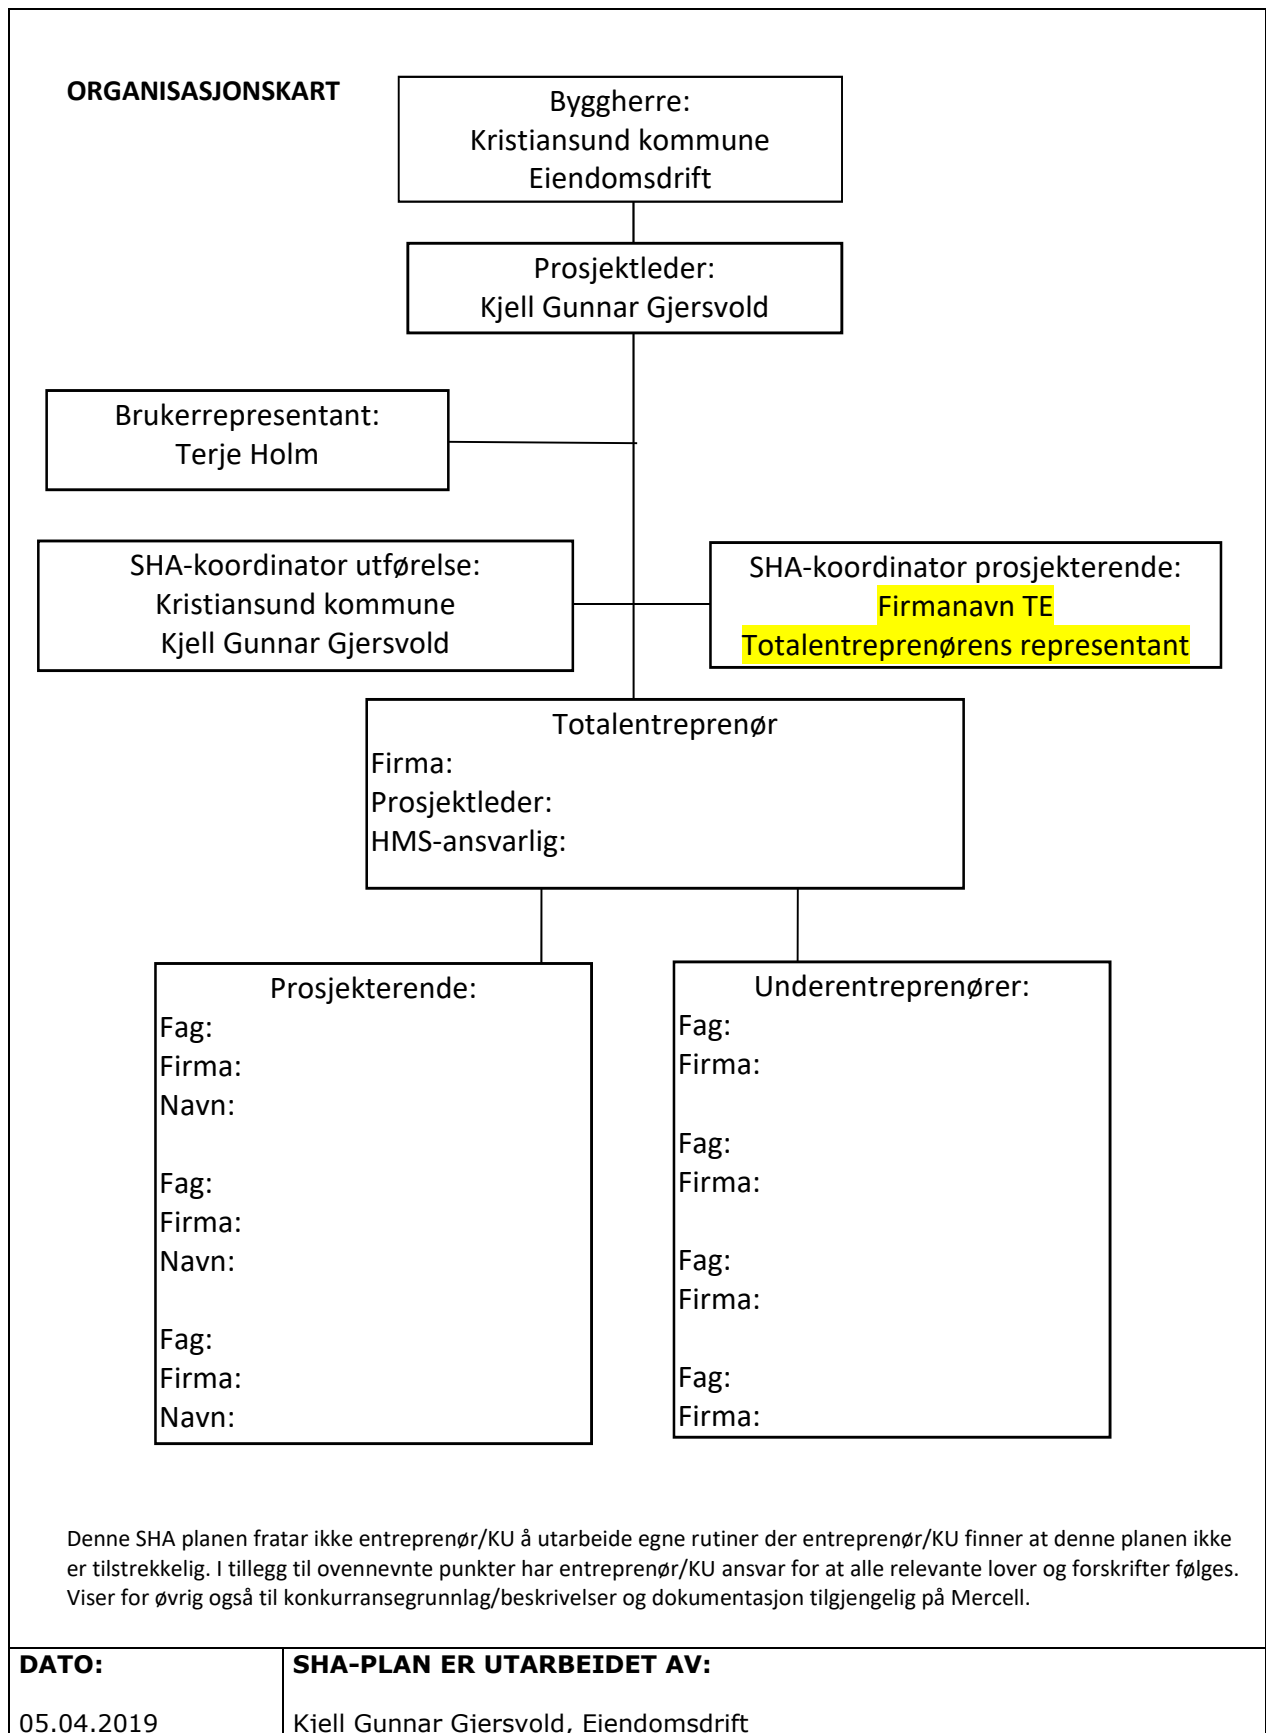 ORGANISASJONSKART
Byggherre:
Kristiansund kommune
Eiendomsdrift
Prosjektleder:
Kjell Gunnar Gjersvold
Brukerrepresentant:
Terje Holm
SHA-koordinator utførelse:
Kristiansund kommune
Kjell Gunnar Gjersvold
SHA-koordinator prosjekterende:
Firmanavn TE
Totalentreprenørens representant
Totalentreprenør
Firma:
Prosjektleder:
HMS-ansvarlig:
Prosjekterende:
Fag:
Firma:
Navn:
Fag:
Firma:
Navn:
Fag:
Firma:
Navn:
Underentreprenører:
Fag:
Firma:
Fag:
Firma:
Fag:
Firma:
Fag:
Firma:
Denne SHA planen fratar ikke entreprenør/KU å utarbeide egne rutiner der entreprenør/KU finner at denne planen ikke
er tilstrekkelig. I tillegg til ovennevnte punkter har entreprenør/KU ansvar for at alle relevante lover og forskrifter følges.
Viser for øvrig også til konkurransegrunnlag/beskrivelser og dokumentasjon tilgjengelig på Mercell.
DATO:
05.04.2019
SHA-PLAN ER UTARBEIDET AV:
Kjell Gunnar Gjersvold, Eiendomsdrift